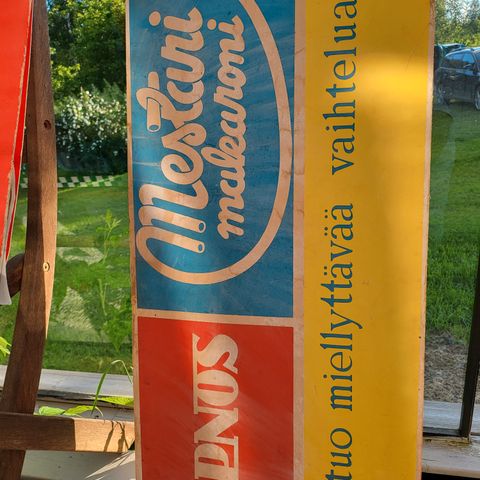 Mestari
makaroni
tuo miellyttävää vaihtelua